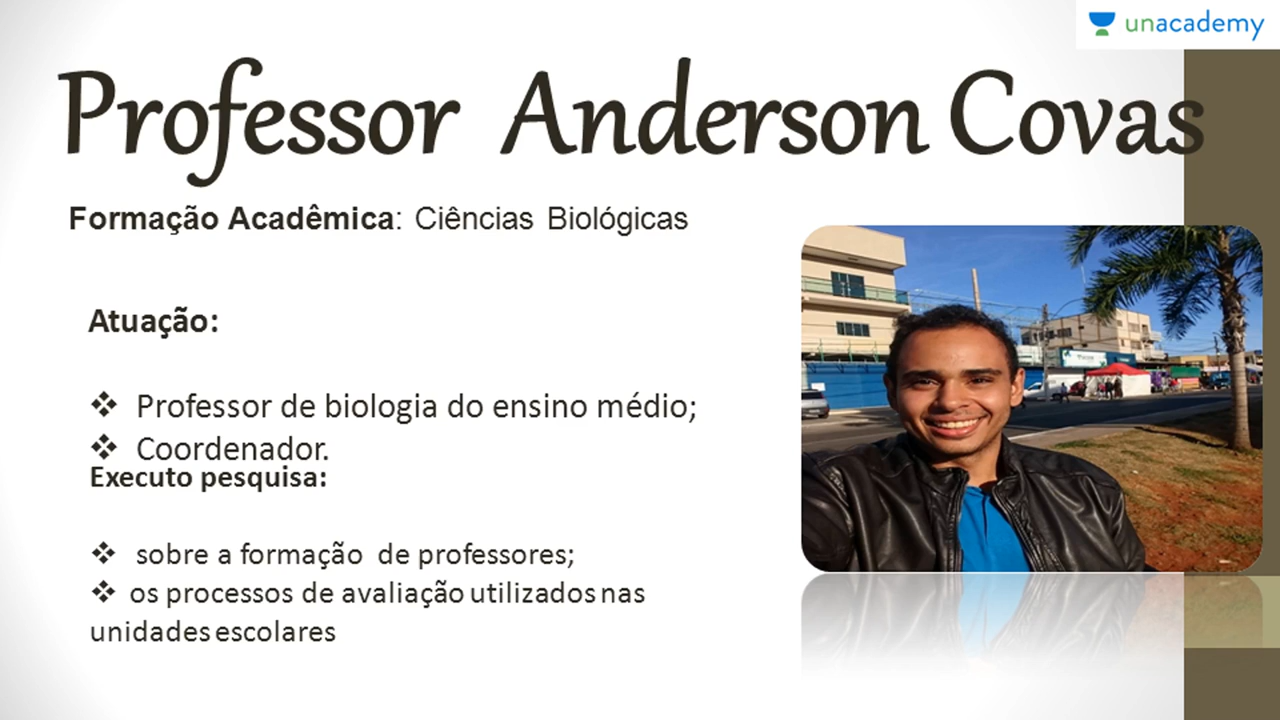 unacademy
Professor Anderson Covas
Formação Acadêmica: Ciências Biológicas
Atuação:
❖ Professor de biologia do ensino médio;
❖ Coordenador.
Executo pesquisa:
❖ sobre a formação de professores;
❖ os processos de avaliação utilizados nas
unidades escolares